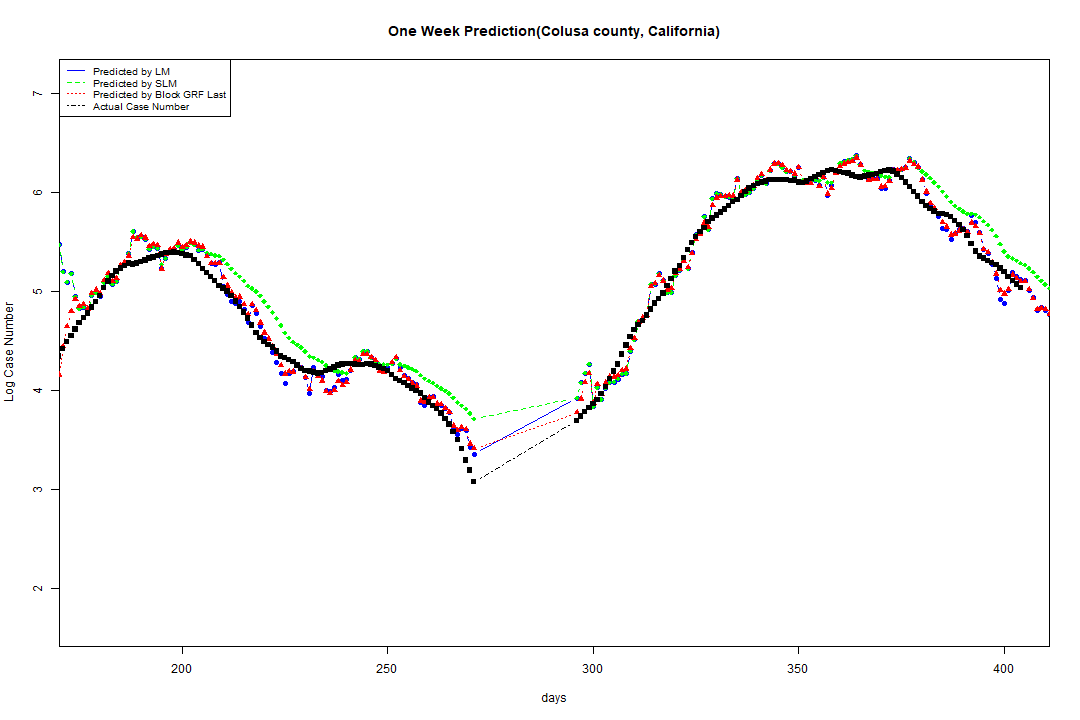 One Week Prediction(Colusa county, California)
Predicted by LM
Predicted by SLM
Predicted by Block GRF Last
Actual Case Number
Log Case Number
7
6
5
4
3
2
200 250 300 350 400
days